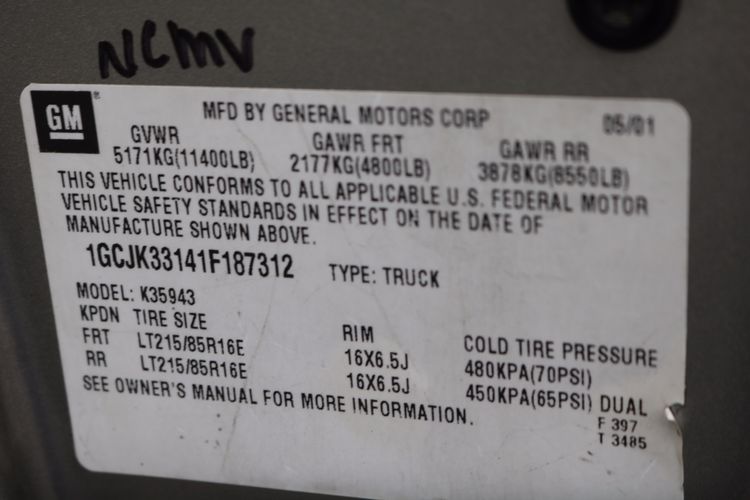 NCMV
GM
MFD BY GENERAL MOTORS CORP 05/01
GVWR GAWR FRT GAWR RR
5171KG(11400LB) 2177KG(4800LB) 3878KG(8550LB)
THIS VEHICLE CONFORMS TO ALL APPLICABLE U.S. FEDERAL MOTOR
VEHICLE SAFETY STANDARDS IN EFFECT ON THE DATE OF
MANUFACTURE SHOWN ABOVE.
1GCJK33141F187312 TYPE: TRUCK
MODEL: K35943
KPDN TIRE SIZE RIM COLD TIRE PRESSURE
FRT LT215/85R16E 16X6.5J 480KPA(70PSI)
RR LT215/85R16E 16X6.5J 450KPA(65PSI) DUAL
SEE OWNER'S MANUAL FOR MORE INFORMATION.
F 397
T 3485